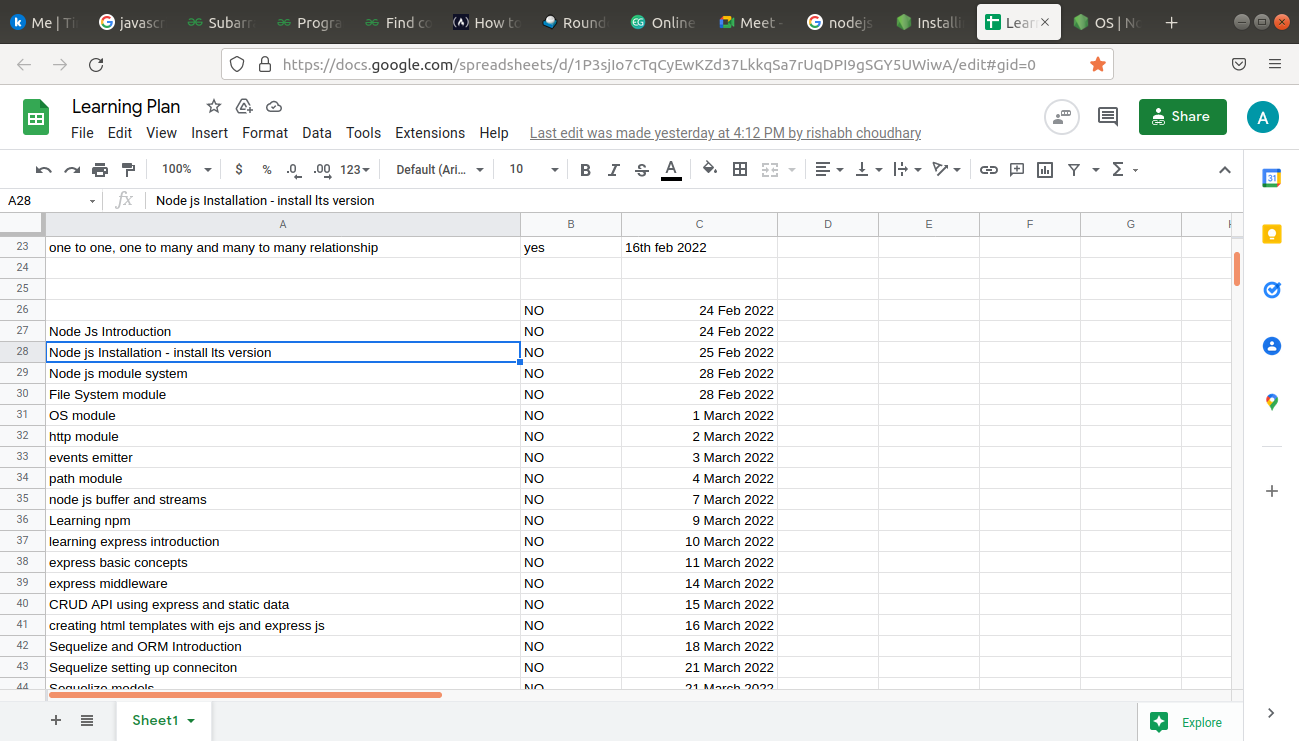 Me | Ti
javascr
Subarr
Progra
Find co
How to
Round
Online
Meet -
nodejs
Installi
Lear
OS | No
https://docs.google.com/spreadsheets/d/1P3sjIo7cTqCyEwKZd37LkkqSa7rUqDPI9gSGY5UWiwA/edit#gid=0
Learning Plan
File Edit View Insert Format Data Tools Extensions Help Last edit was made yesterday at 4:12 PM by rishabh choudhary
Share
A
100% $ % .0 .00 123 Default (Ari... 10 B I S A
A28 fx Node js Installation - install lts version
A B C D E F G
23 one to one, one to many and many to many relationship yes 16th feb 2022
24
25
26 NO 24 Feb 2022
27 Node Js Introduction NO 24 Feb 2022
28 Node js Installation - install lts version NO 25 Feb 2022
29 Node js module system NO 28 Feb 2022
30 File System module NO 28 Feb 2022
31 OS module NO 1 March 2022
32 http module NO 2 March 2022
33 events emitter NO 3 March 2022
34 path module NO 4 March 2022
35 node js buffer and streams NO 7 March 2022
36 Learning npm NO 9 March 2022
37 learning express introduction NO 10 March 2022
38 express basic concepts NO 11 March 2022
39 express middleware NO 14 March 2022
40 CRUD API using express and static data NO 15 March 2022
41 creating html templates with ejs and express js NO 16 March 2022
42 Sequelize and ORM Introduction NO 18 March 2022
43 Sequelize setting up conneciton NO 21 March 2022
44 Sequelize models NO 21 March 2022
Sheet1
Explore